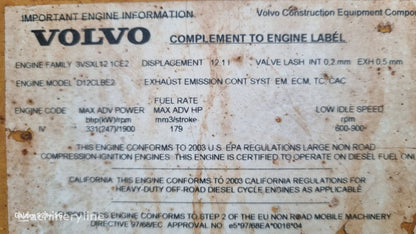 IMPORTANT ENGINE INFORMATION
Volvo Construction Equipment Compo
VOLVO COMPLEMENT TO ENGINE LABEL
ENGINE FAMILY 3VSXL12.1CE2 DISPLAGEMENT 12.1 l VALVE LASH INT 0,2 mm EXH 0.5 mm
ENGINE MODEL D12CLBE2 EXHAUST EMISSION CONT SYST EM, ECM, TC, CAC
FUEL RATE
ENGINE CODE MAX ADV POWER MAX ADV HP LOW IDLE SPEED
bhp(kW)/rpm mm3/stroke rpm
IV 331(247)/1900 179 600-900
THIS ENGINE CONFORMS TO 2003 U.S. EPA REGULATIONS LARGE NON ROAD
COMPRESSION-IGNITION ENGINES. THIS ENGINE IS CERTIFIED TO OPERATE ON DIESEL FUEL ONL
CALIFORNIA: THIS ENGINE CONFORMS TO 2003 CALIFORNIA REGULATIONS FOR
HEAVY-DUTY OFF-ROAD DIESEL CYCLE ENGINES AS APPLICABLE
ENGINE CONFORMS TO STEP 2 OF THE EU NON ROAD MOBILE MACHINERY
DIRECTIVE 97/68/EC. APPROVAL no. e5*97/68EA*0016*04